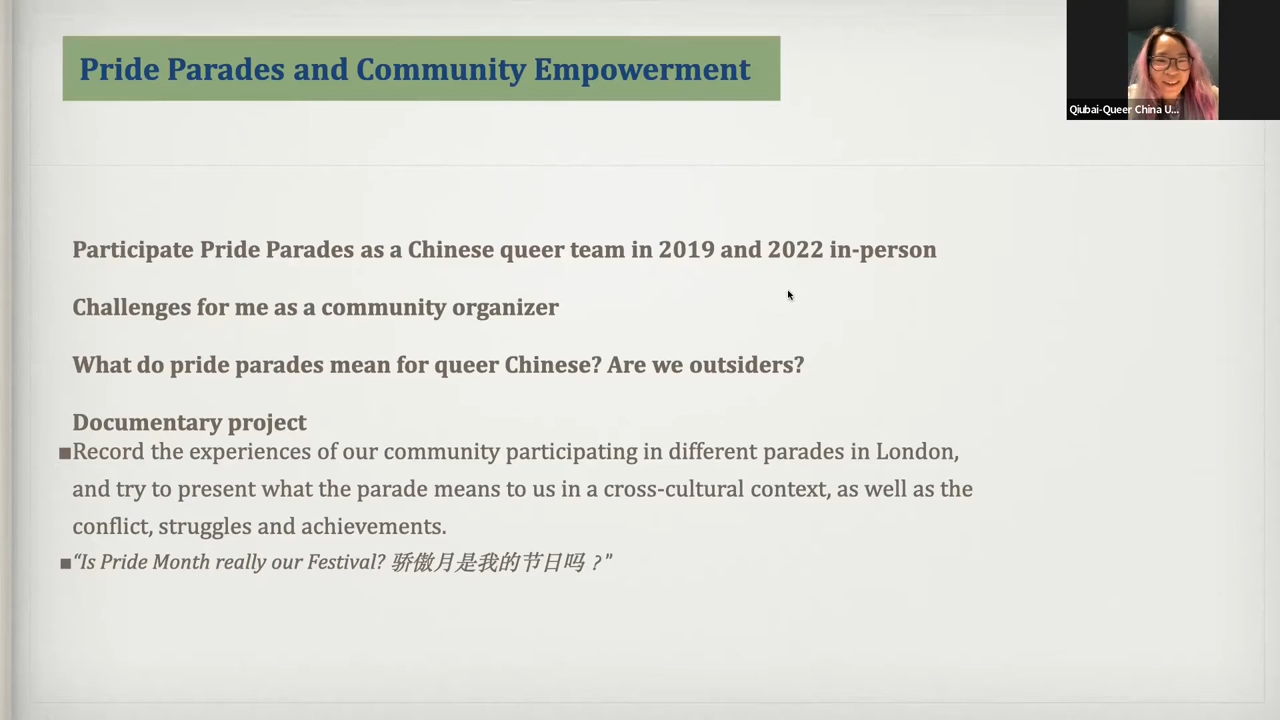 Pride Parades and Community Empowerment
Qiubai-Queer China U...
Participate Pride Parades as a Chinese queer team in 2019 and 2022 in-person
Challenges for me as a community organizer
What do pride parades mean for queer Chinese? Are we outsiders?
Documentary project
■Record the experiences of our community participating in different parades in London,
and try to present what the parade means to us in a cross-cultural context, as well as the
conflict, struggles and achievements.
■“Is Pride Month really our Festival? 骄傲月是我的节日吗？”